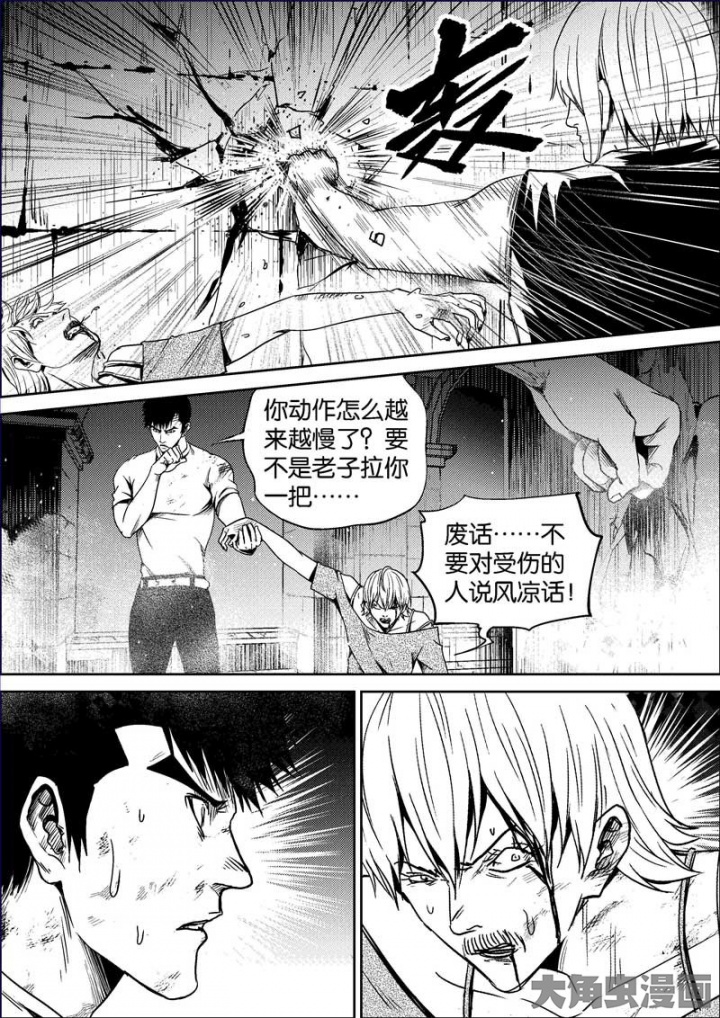 轰
你动作怎么越
来越慢了？要
不是老子拉你
一把……
废话……不
要对受伤的
人说风凉话！
大角虫漫画